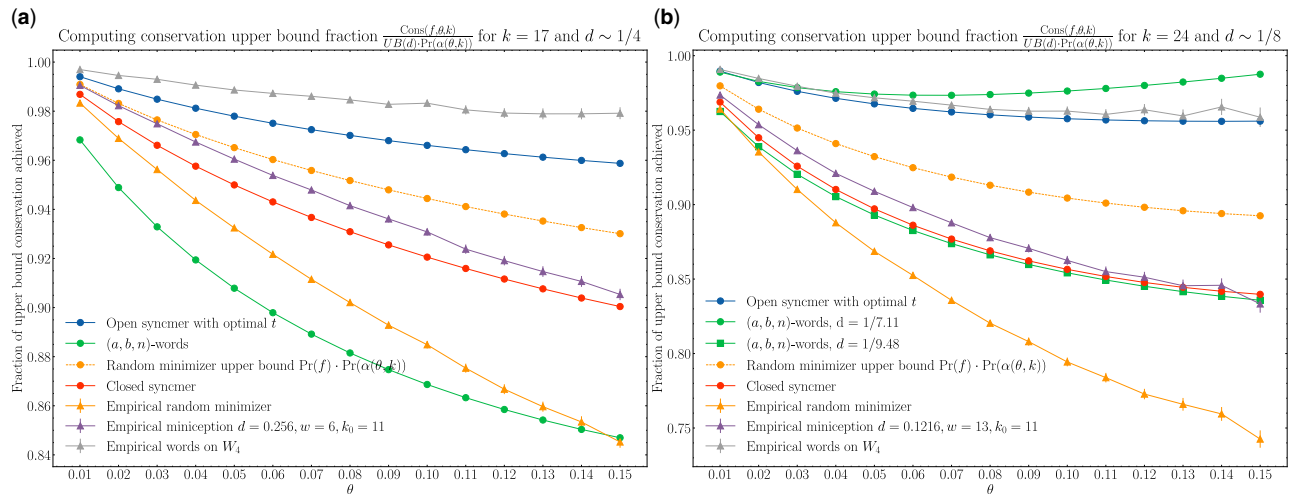 (a)
Computing conservation upper bound fraction Cons(f,θ,k) / UB(d)·Pr(α(θ,k)) for k = 17 and d ∼ 1/4
Fraction of upper bound conservation achieved
1.00
0.98
0.96
0.94
0.92
0.90
0.88
0.86
0.84
Open syncmer with optimal t
(a, b, n)-words
Random minimizer upper bound Pr(f) · Pr(α(θ, k))
Closed syncmer
Empirical random minimizer
Empirical miniception d = 0.256, w = 6, k₀ = 11
Empirical words on W₄
0.01 0.02 0.03 0.04 0.05 0.06 0.07 0.08 0.09 0.10 0.11 0.12 0.13 0.14 0.15
θ
(b)
Computing conservation upper bound fraction Cons(f,θ,k) / UB(d)·Pr(α(θ,k)) for k = 24 and d ∼ 1/8
Fraction of upper bound conservation achieved
1.00
0.95
0.90
0.85
0.80
0.75
Open syncmer with optimal t
(a, b, n)-words, d = 1/7.11
(a, b, n)-words, d = 1/9.48
Random minimizer upper bound Pr(f) · Pr(α(θ, k))
Closed syncmer
Empirical random minimizer
Empirical miniception d = 0.1216, w = 13, k₀ = 11
Empirical words on W₄
0.01 0.02 0.03 0.04 0.05 0.06 0.07 0.08 0.09 0.10 0.11 0.12 0.13 0.14 0.15
θ